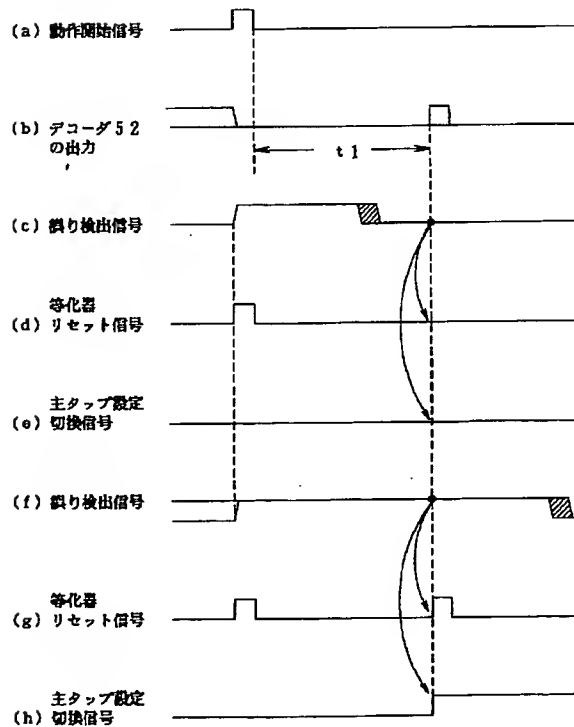 (a) 動作開始信号
(b) デコーダ52
の出力
t1
(c) 誤り検出信号
等化器
(d) リセット信号
主タップ設定
(e) 切換信号
(f) 誤り検出信号
等化器
(g) リセット信号
主タップ設定
(h) 切換信号